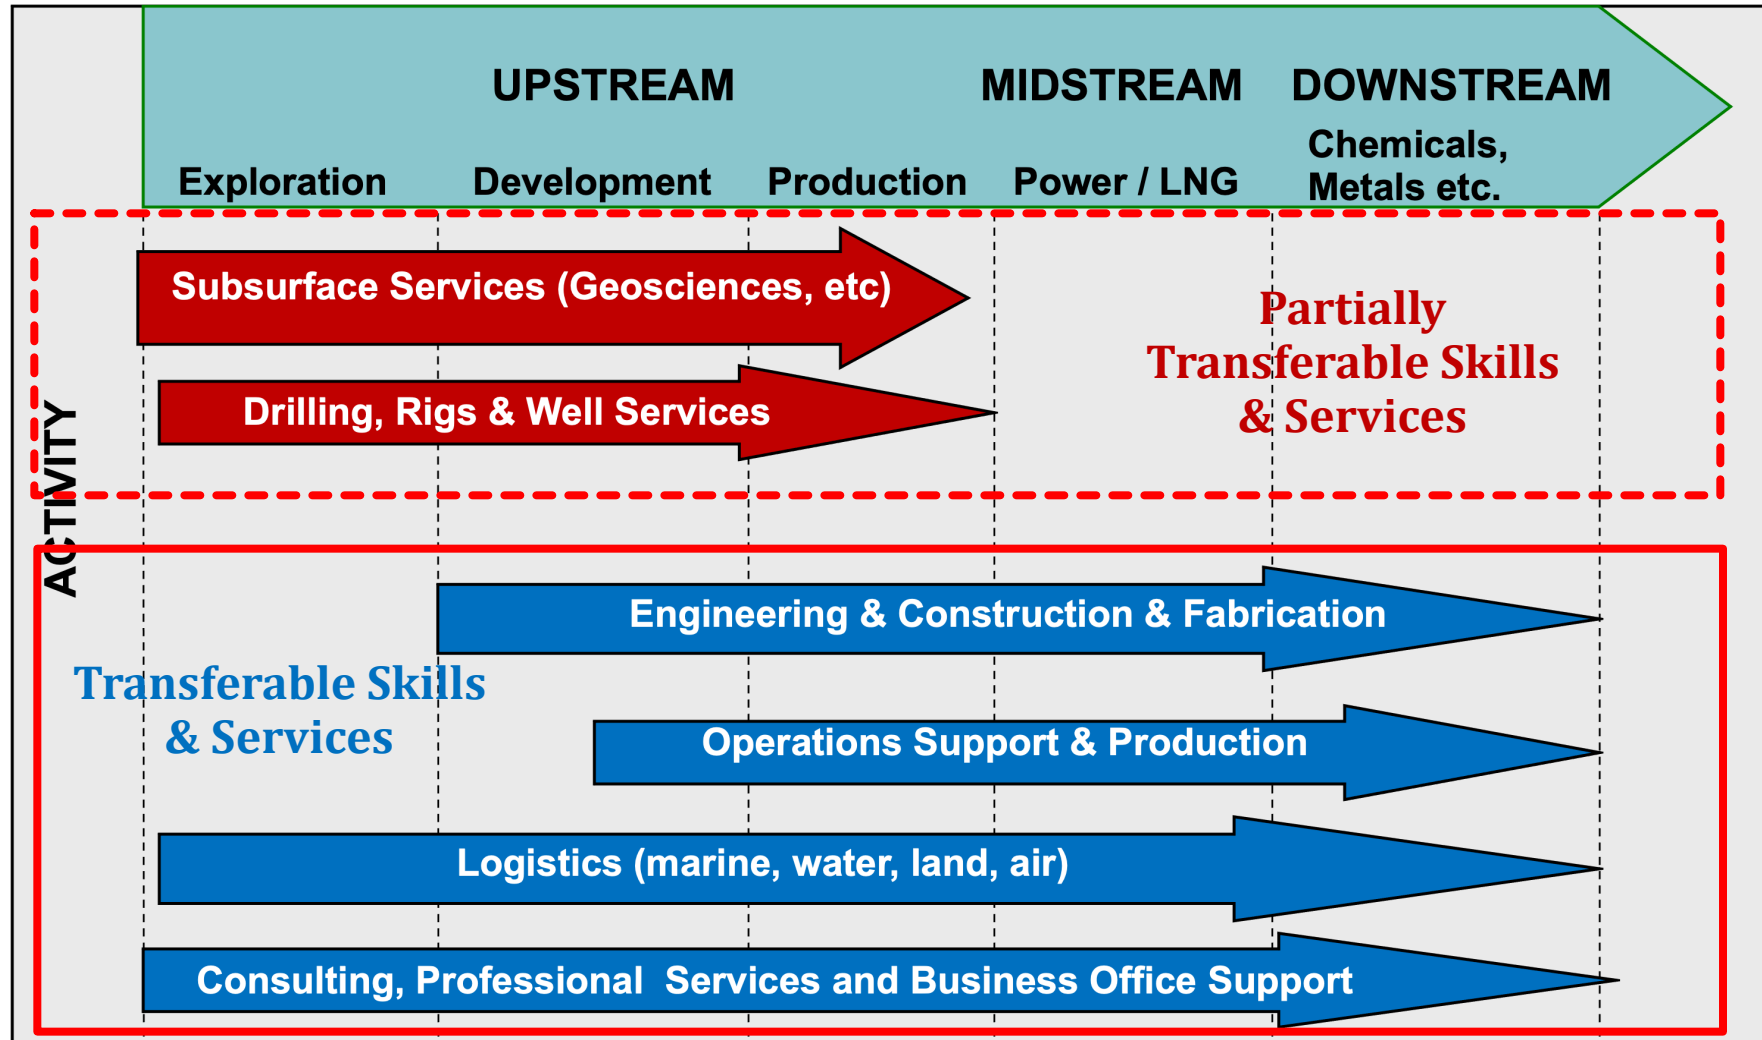 UPSTREAM MIDSTREAM DOWNSTREAM
Exploration Development Production Power / LNG Chemicals,
Metals etc.
ACTIVITY
Subsurface Services (Geosciences, etc)
Drilling, Rigs & Well Services
Partially
Transferable Skills
& Services
Engineering & Construction & Fabrication
Transferable Skills
& Services
Operations Support & Production
Logistics (marine, water, land, air)
Consulting, Professional  Services and Business Office Support